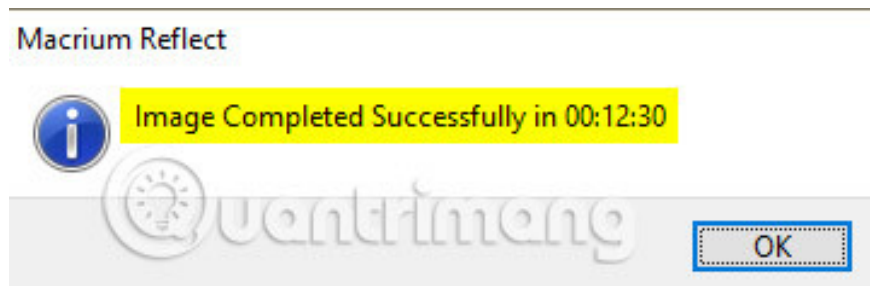 Macrium Reflect
Image Completed Successfully in 00:12:30
Quantrimang
OK